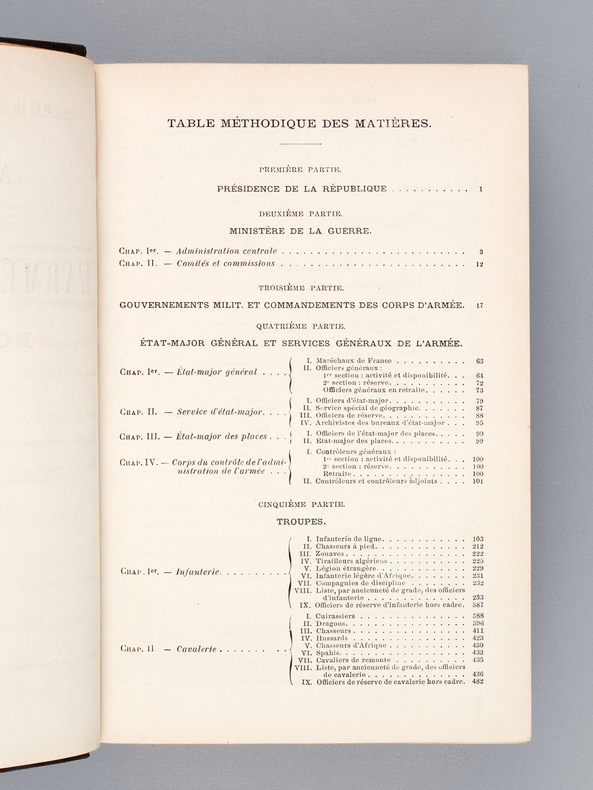 TABLE MÉTHODIQUE DES MATIÈRES.
PREMIÈRE PARTIE.
PRÉSIDENCE DE LA RÉPUBLIQUE . . . . . . . . . . 1
DEUXIÈME PARTIE.
MINISTÈRE DE LA GUERRE.
CHAP. Ier. — Administration centrale . . . . . . . . . . 3
CHAP. II. — Comités et commissions . . . . . . . . . . 12
TROISIÈME PARTIE.
GOUVERNEMENTS MILIT. ET COMMANDEMENTS DES CORPS D'ARMÉE. 17
QUATRIÈME PARTIE.
ÉTAT-MAJOR GÉNÉRAL ET SERVICES GÉNÉRAUX DE L'ARMÉE.
CHAP. Ier. — État-major général . . . .
I. Maréchaux de France . . . . . . . . . . 63
II. Officiers généraux :
1re section : activité et disponibilité. . . 64
2e section : réserve. . . . . . . . . . 72
Officiers généraux en retraite. . . . . 73
CHAP. II. — Service d'état-major. . . .
I. Officiers d'état-major. . . . . . . . . . 79
II. Service spécial de géographie. . . . . . . 87
III. Officiers de réserve. . . . . . . . . . 88
IV. Archivistes des bureaux d'état-major . . . 95
CHAP. III. — État-major des places . . .
I. Officiers de l'état-major des places. . . . . 99
II. Etat-major des places. . . . . . . . . . 99
CHAP. IV. — Corps du contrôle de l'admi-
nistration de l'armée . . .
I. Contrôleurs généraux :
1re section : activité et disponibilité. . . 100
2e section : réserve. . . . . . . . . . 100
Retraite. . . . . . . . . . 100
II. Contrôleurs et contrôleurs adjoints . . . . 101
CINQUIÈME PARTIE.
TROUPES.
CHAP. Ier. — Infanterie. . . . . . . . .
I. Infanterie de ligne. . . . . . . . . . 103
II. Chasseurs à pied. . . . . . . . . . 212
III. Zouaves . . . . . . . . . . 222
IV. Tirailleurs algériens . . . . . . . . . . 225
V. Légion étrangère. . . . . . . . . . 229
VI. Infanterie légère d'Afrique. . . . . . . . 231
VII. Compagnies de discipline . . . . . . . . 232
VIII. Liste, par ancienneté de grade, des officiers
d'infanterie . . . . . . . . . . 233
IX. Officiers de réserve d'infanterie hors cadre. 387
CHAP. II — Cavalerie . . . . . . . . .
I. Cuirassiers . . . . . . . . . . 388
II. Dragons. . . . . . . . . . 396
III. Chasseurs . . . . . . . . . . 411
IV. Hussards . . . . . . . . . . 423
V. Chasseurs d'Afrique . . . . . . . . . . 430
VI. Spahis. . . . . . . . . . 433
VII. Cavaliers de remonte . . . . . . . . . . 435
VIII. Liste, par ancienneté de grade, des officiers
de cavalerie . . . . . . . . . . 436
IX. Officiers de réserve de cavalerie hors cadre. 482